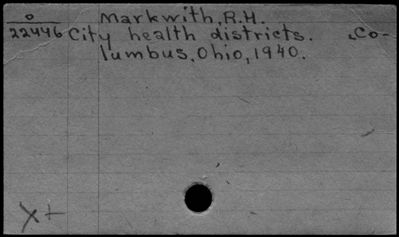 o Markwith, R.H.
22446 City health districts. Co-
lumbus, Ohio, 1940.
X+